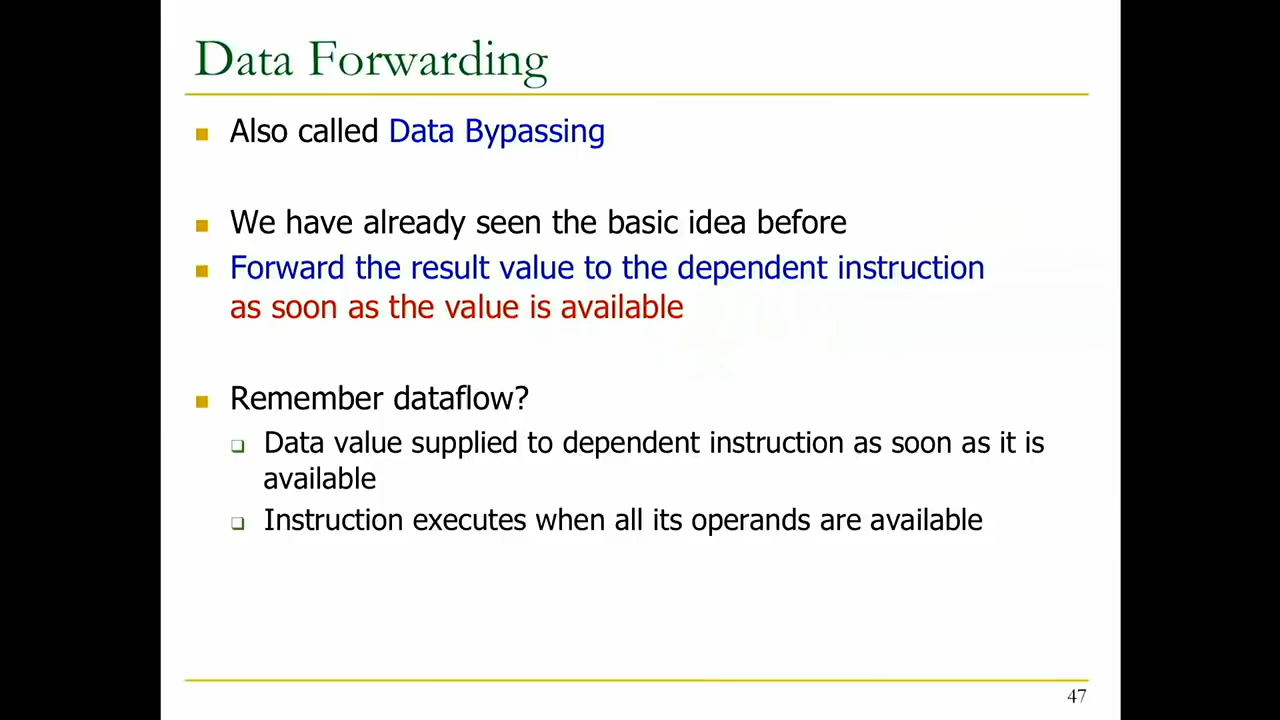 Data Forwarding
Also called Data Bypassing
We have already seen the basic idea before
Forward the result value to the dependent instruction
as soon as the value is available
Remember dataflow?
Data value supplied to dependent instruction as soon as it is
available
Instruction executes when all its operands are available
47